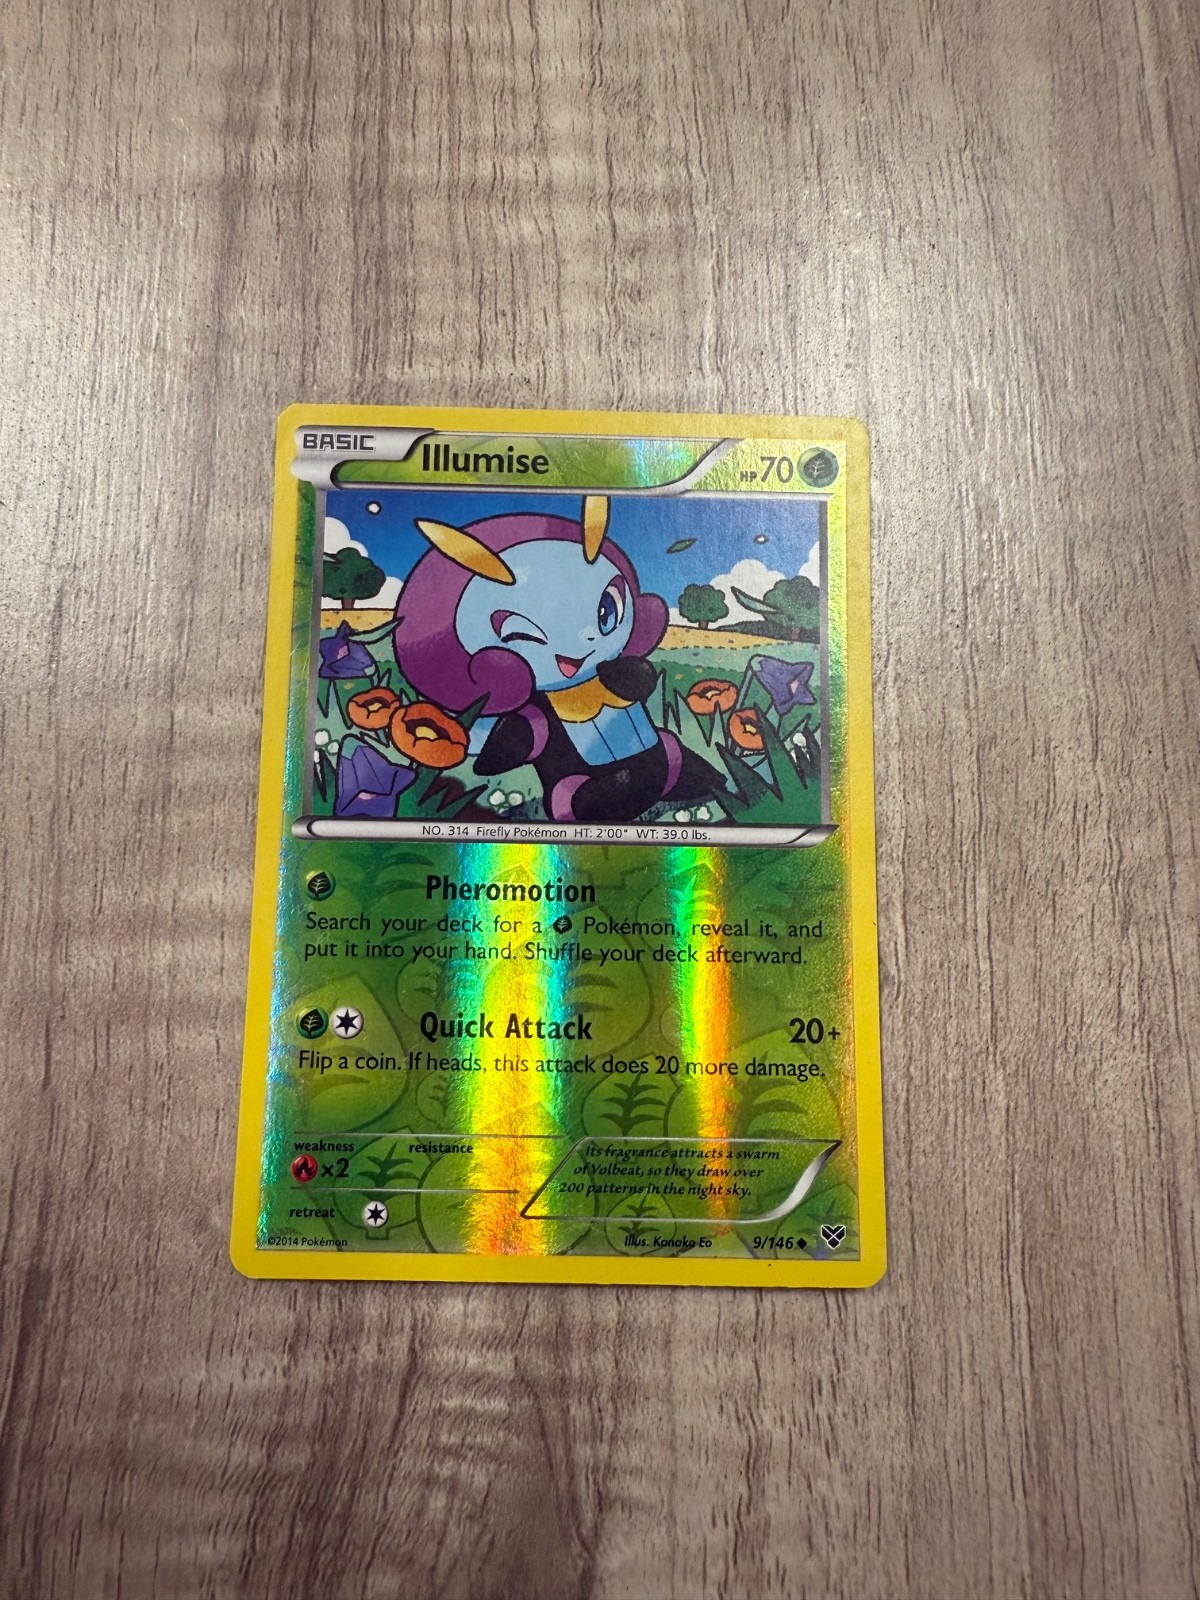 BASIC Illumise HP70
NO. 314 Firefly Pokémon HT: 2'00" WT: 39.0 lbs.
Pheromotion
Search your deck for a Pokémon, reveal it, and
put it into your hand. Shuffle your deck afterward.
Quick Attack 20+
Flip a coin. If heads, this attack does 20 more damage.
weakness resistance
×2
retreat
Its fragrance attracts a swarm
of Volbeat, so they draw over
200 patterns in the night sky.
©2014 Pokémon Illus. Kanako Eo 9/146